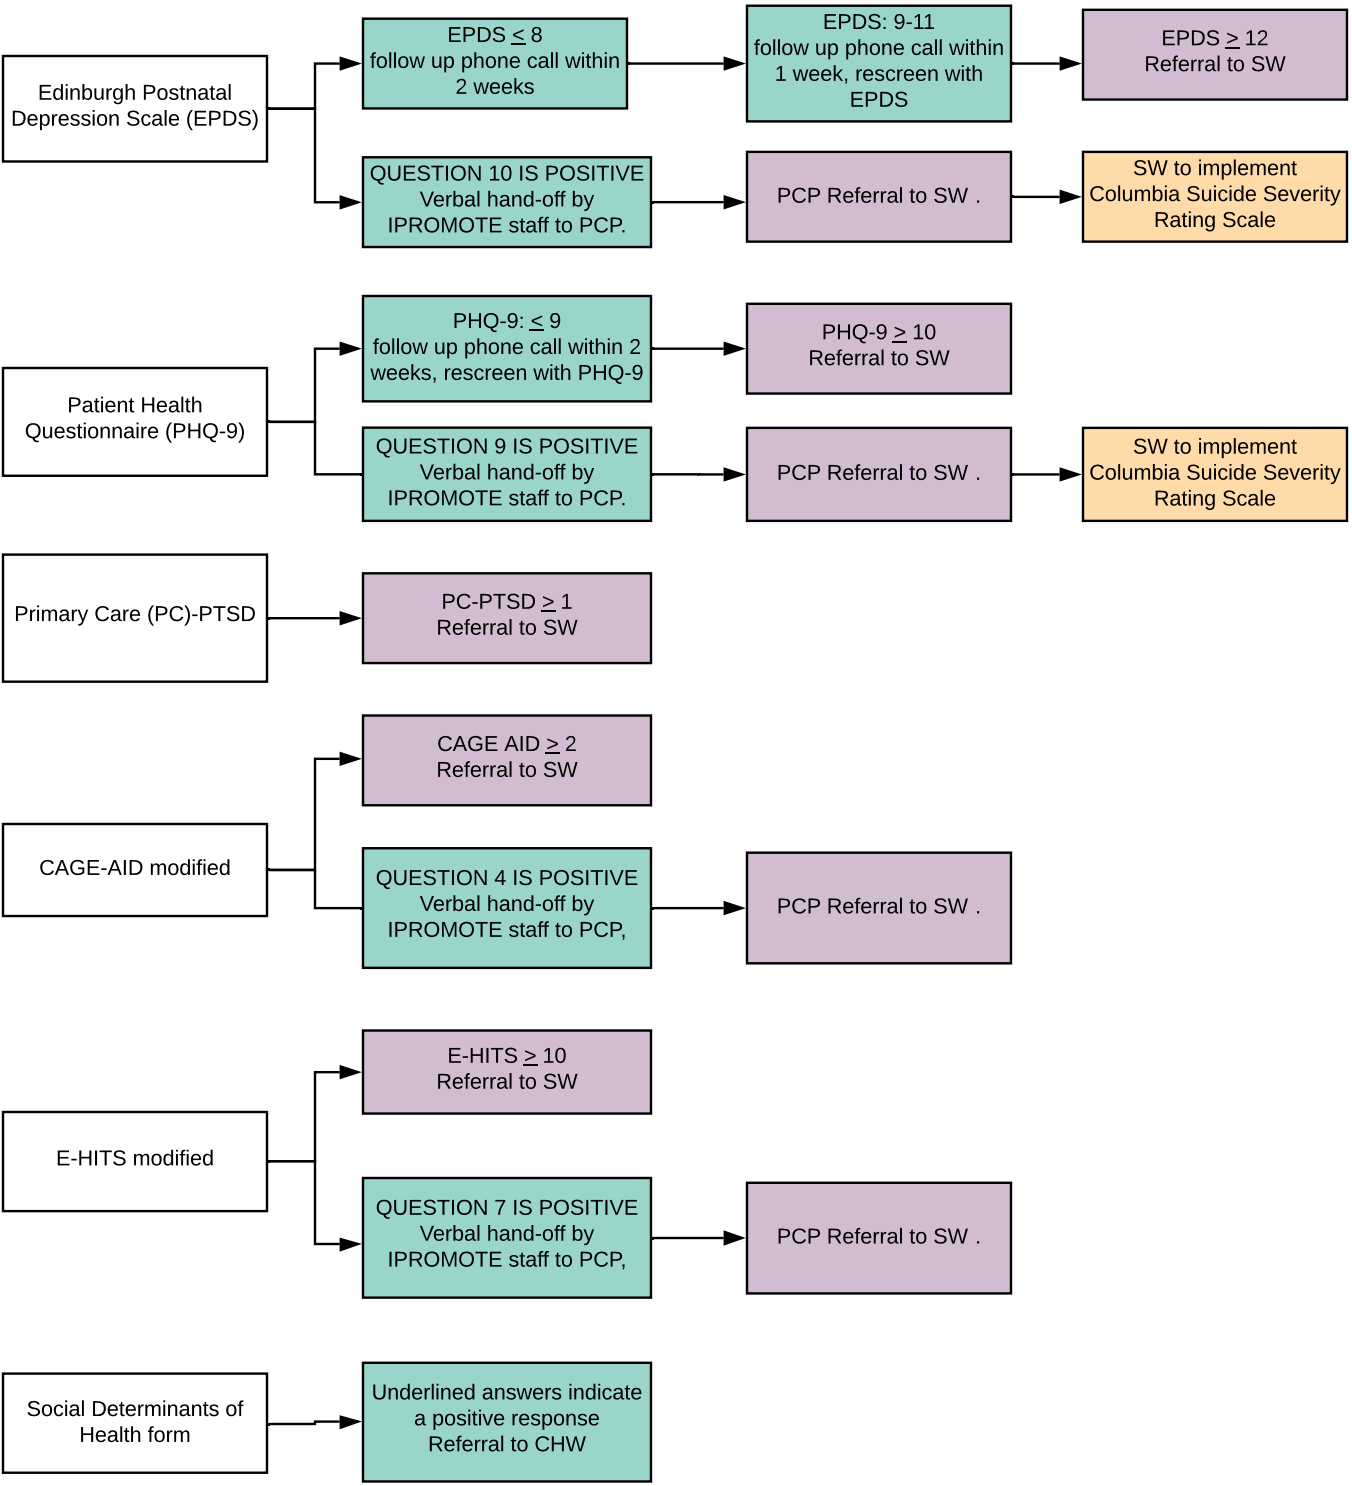 Edinburgh Postnatal
Depression Scale (EPDS)
EPDS ≤ 8
follow up phone call within
2 weeks
EPDS: 9-11
follow up phone call within
1 week, rescreen with
EPDS
EPDS ≥ 12
Referral to SW
QUESTION 10 IS POSITIVE
Verbal hand-off by
IPROMOTE staff to PCP.
PCP Referral to SW .
SW to implement
Columbia Suicide Severity
Rating Scale
Patient Health
Questionnaire (PHQ-9)
PHQ-9: ≤ 9
follow up phone call within 2
weeks, rescreen with PHQ-9
PHQ-9 ≥ 10
Referral to SW
QUESTION 9 IS POSITIVE
Verbal hand-off by
IPROMOTE staff to PCP.
PCP Referral to SW .
SW to implement
Columbia Suicide Severity
Rating Scale
Primary Care (PC)-PTSD
PC-PTSD ≥ 1
Referral to SW
CAGE-AID modified
CAGE AID ≥ 2
Referral to SW
QUESTION 4 IS POSITIVE
Verbal hand-off by
IPROMOTE staff to PCP,
PCP Referral to SW .
E-HITS modified
E-HITS ≥ 10
Referral to SW
QUESTION 7 IS POSITIVE
Verbal hand-off by
IPROMOTE staff to PCP,
PCP Referral to SW .
Social Determinants of
Health form
Underlined answers indicate
a positive response
Referral to CHW